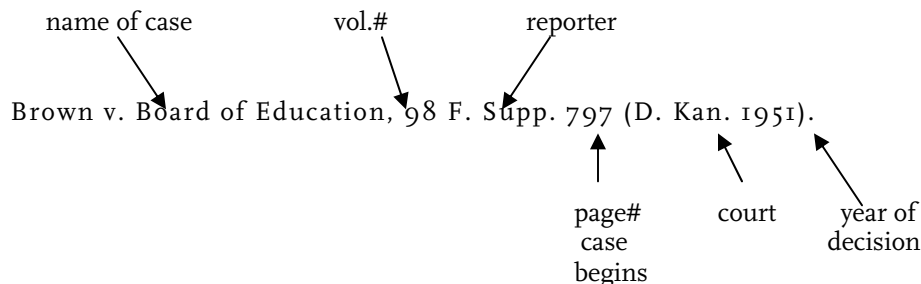 name of case vol.# reporter
Brown v. Board of Education, 98 F. Supp. 797 (D. Kan. 1951).
page# court year of
case decision
begins